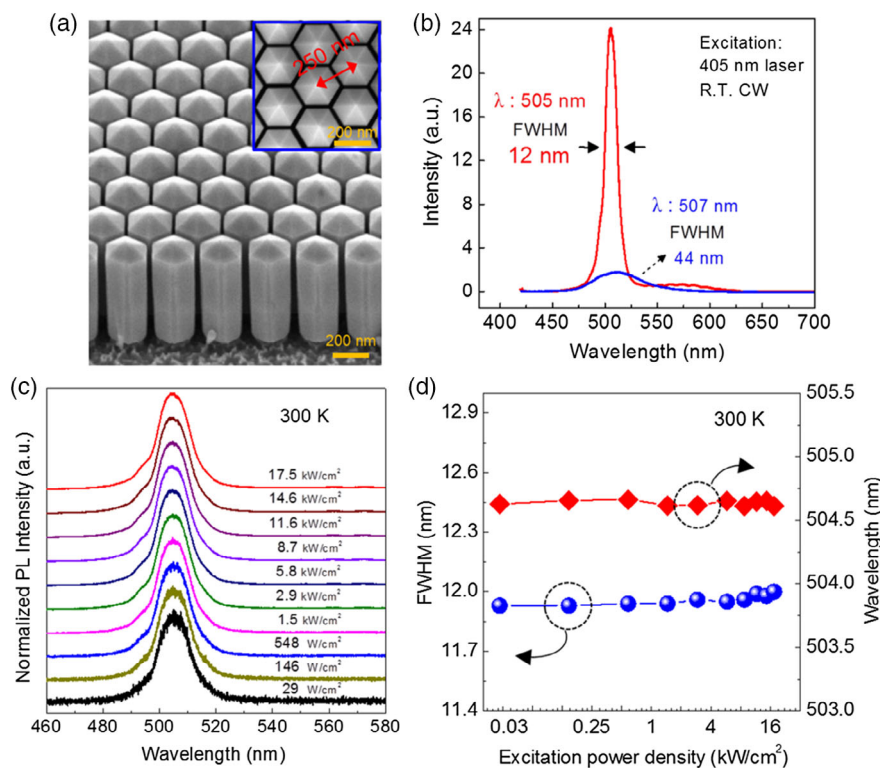 (a)
250 nm
200 nm
200 nm
(b)
Intensity (a.u.)
24
20
16
12
8
4
0
λ : 505 nm
FWHM
12 nm
Excitation:
405 nm laser
R.T. CW
λ : 507 nm
FWHM
44 nm
400 450 500 550 600 650 700
Wavelength (nm)
(c)
Normalized PL Intensity (a.u.)
300 K
17.5 kW/cm²
14.6 kW/cm²
11.6 kW/cm²
8.7 kW/cm²
5.8 kW/cm²
2.9 kW/cm²
1.5 kW/cm²
548 W/cm²
146 W/cm²
29 W/cm²
460 480 500 520 540 560 580
Wavelength (nm)
(d)
FWHM (nm)
12.9
12.6
12.3
12.0
11.7
11.4
300 K
505.5
505.0
504.5
504.0
503.5
503.0
Wavelength (nm)
0.03 0.25 1 4 16
Excitation power density (kW/cm²)